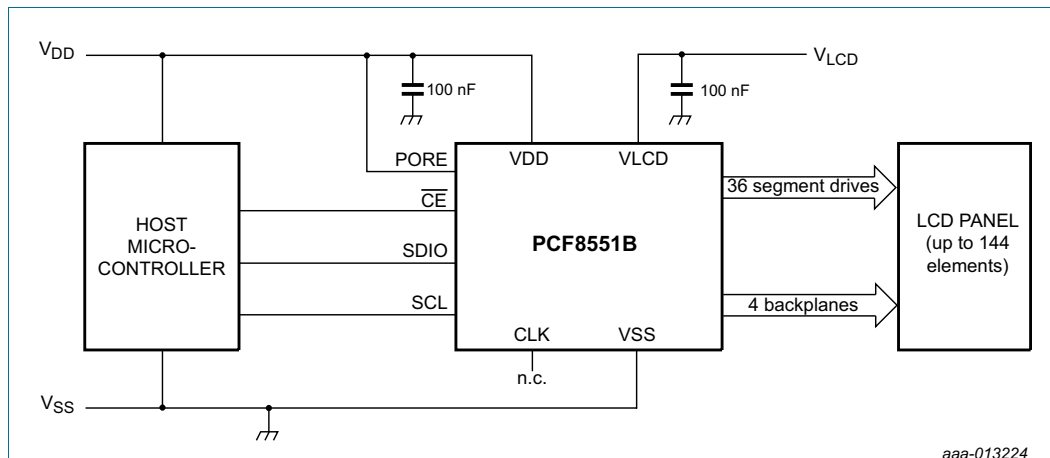 VDD
VLCD
100 nF
100 nF
PORE
VDD
VLCD
CE
36 segment drives
HOST
MICRO-
CONTROLLER
SDIO
PCF8551B
LCD PANEL
(up to 144
elements)
SCL
4 backplanes
CLK
VSS
n.c.
VSS
aaa-013224